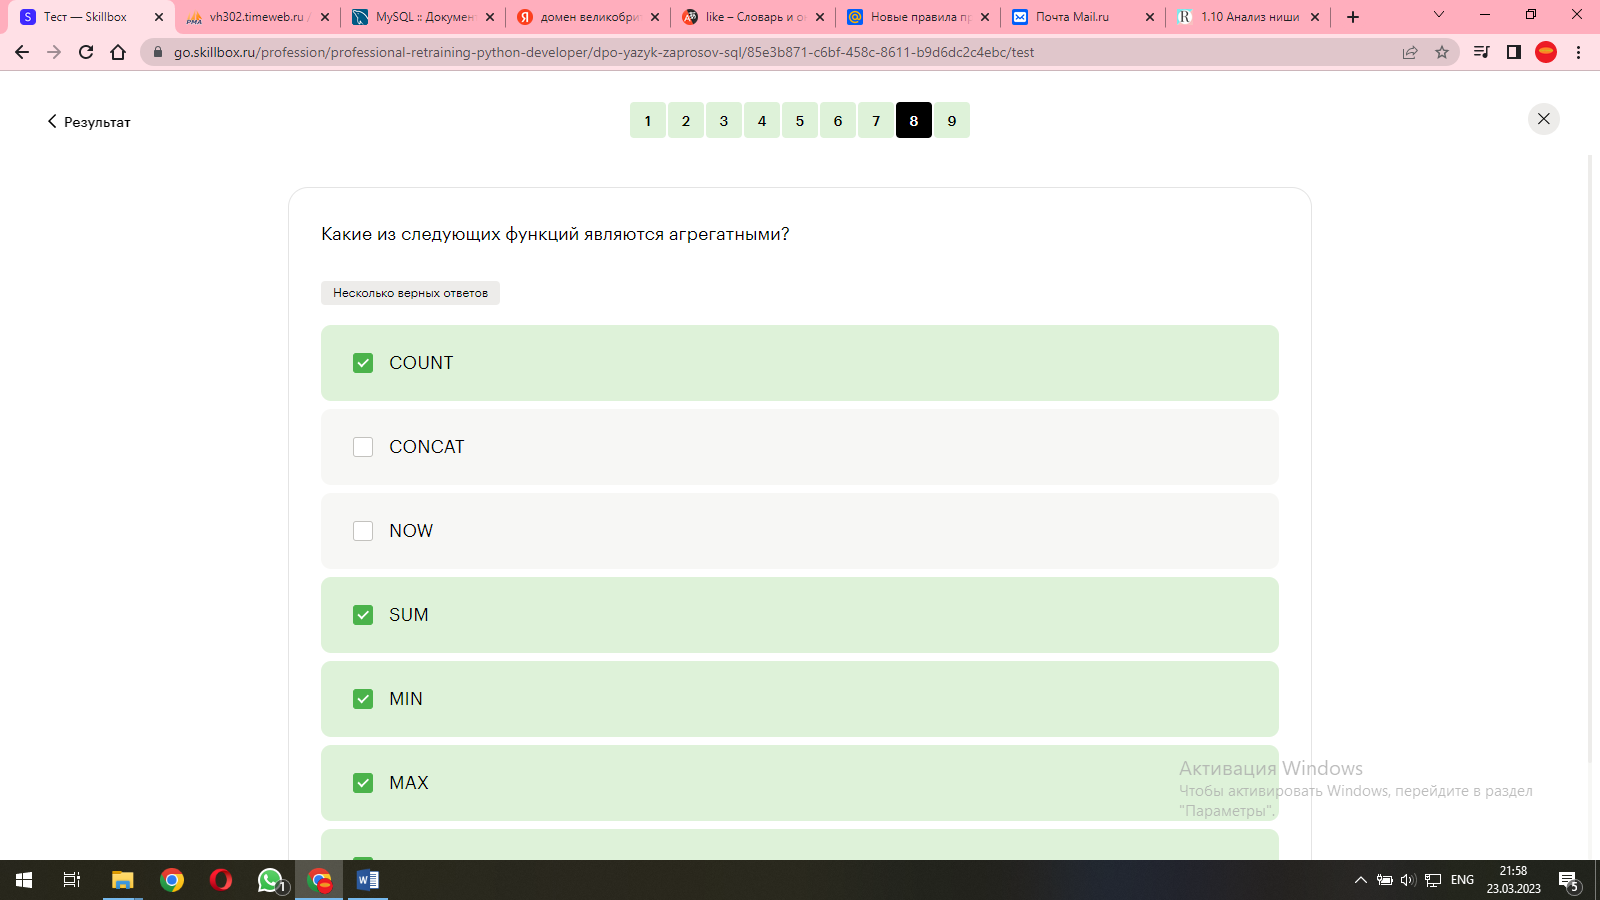 Тест — Skillbox
vh302.timeweb.ru /
MySQL :: Докумен
домен великобри
like – Словарь и о
Новые правила п
Почта Mail.ru
1.10 Анализ ниши
go.skillbox.ru/profession/professional-retraining-python-developer/dpo-yazyk-zaprosov-sql/85e3b871-c6bf-458c-8611-b9d6dc2c4ebc/test
Результат
1 2 3 4 5 6 7 8 9
Какие из следующих функций являются агрегатными?
Несколько верных ответов
COUNT
CONCAT
NOW
SUM
MIN
MAX
Активация Windows
Чтобы активировать Windows, перейдите в раздел
"Параметры".
1
ENG
21:58
23.03.2023
5